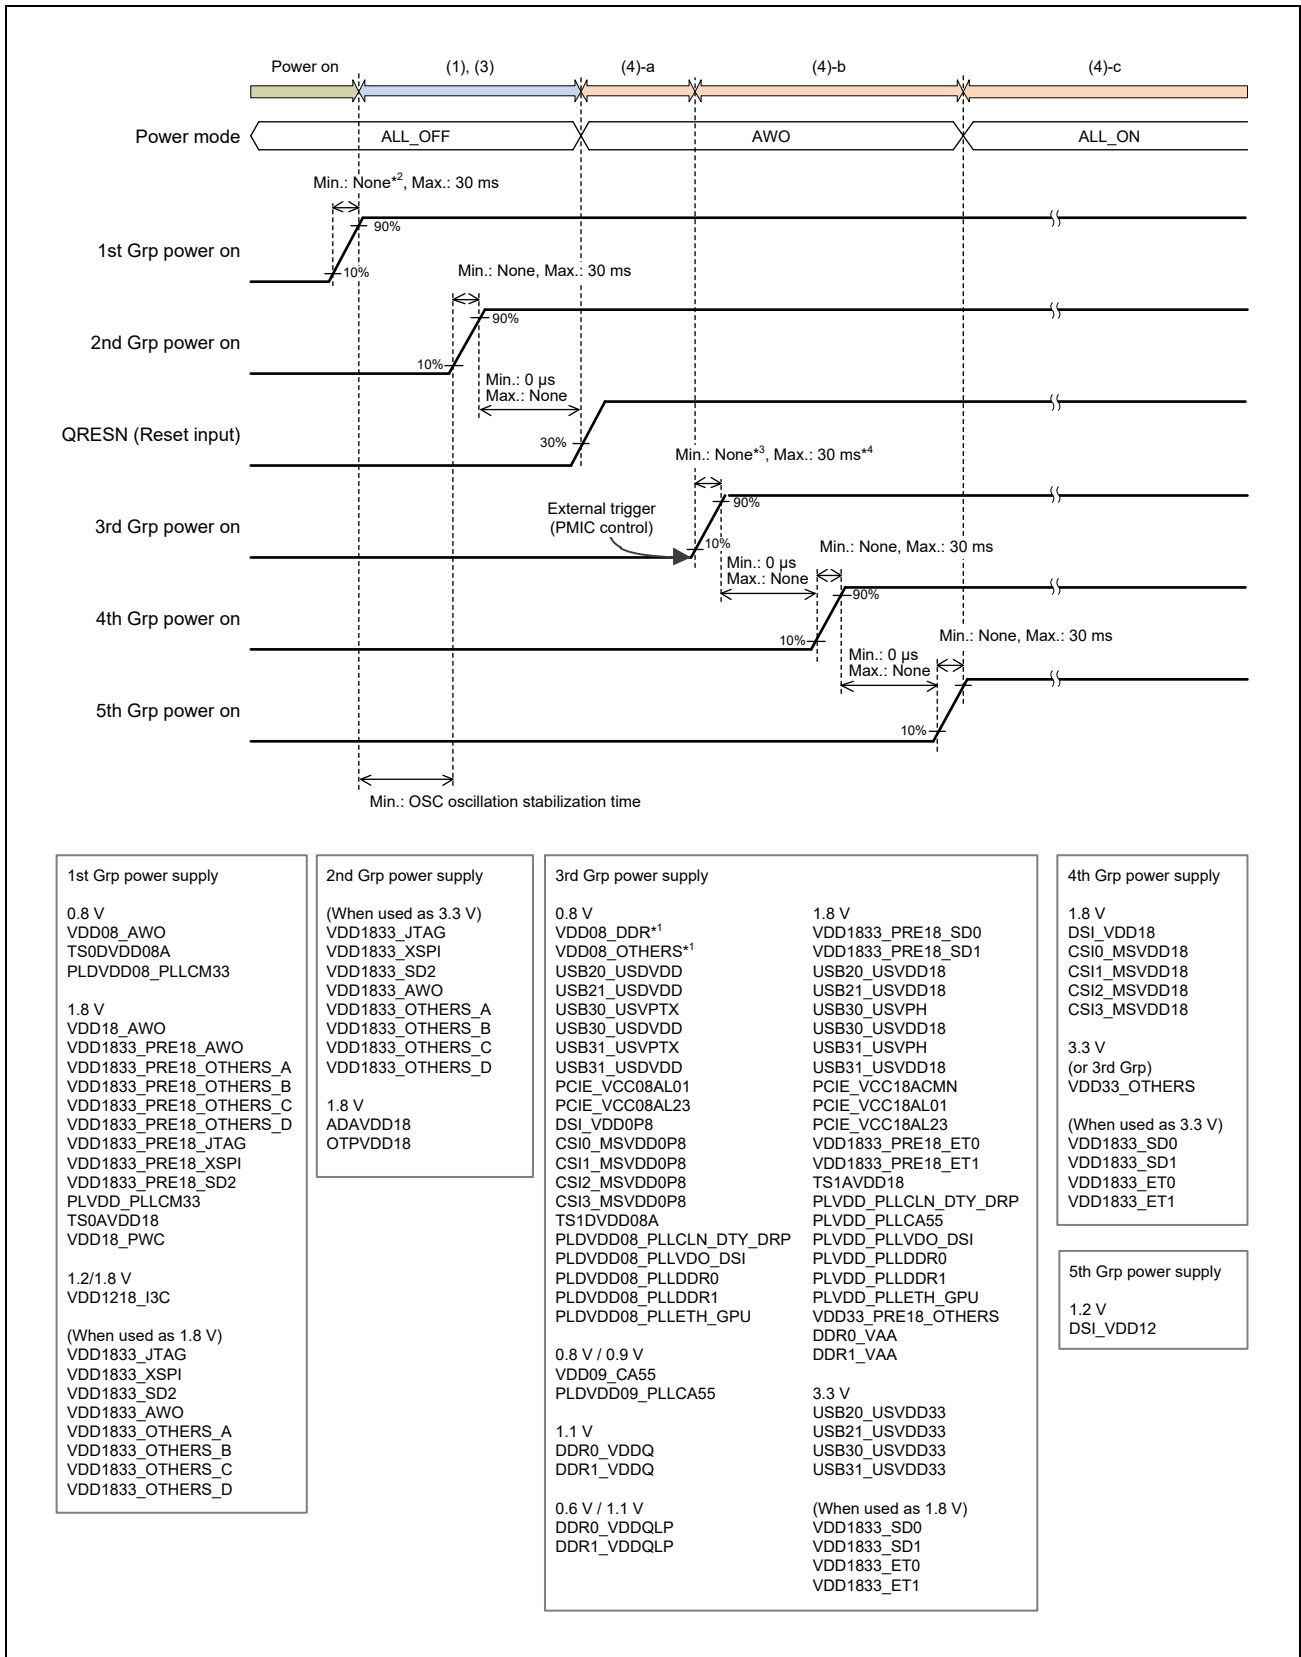 Power on
(1), (3)
(4)-a
(4)-b
(4)-c
Power mode
ALL_OFF
AWO
ALL_ON
Min.: None*2, Max.: 30 ms
1st Grp power on
90%
10%
Min.: None, Max.: 30 ms
2nd Grp power on
90%
10%
Min.: 0 µs
Max.: None
QRESN (Reset input)
30%
Min.: None*3, Max.: 30 ms*4
3rd Grp power on
External trigger
(PMIC control)
90%
10%
Min.: None, Max.: 30 ms
Min.: 0 µs
Max.: None
4th Grp power on
90%
10%
Min.: None, Max.: 30 ms
Min.: 0 µs
Max.: None
5th Grp power on
10%
Min.: OSC oscillation stabilization time
1st Grp power supply
0.8 V
VDD08_AWO
TS0DVDD08A
PLDVDD08_PLLCM33
1.8 V
VDD18_AWO
VDD1833_PRE18_AWO
VDD1833_PRE18_OTHERS_A
VDD1833_PRE18_OTHERS_B
VDD1833_PRE18_OTHERS_C
VDD1833_PRE18_OTHERS_D
VDD1833_PRE18_JTAG
VDD1833_PRE18_XSPI
VDD1833_PRE18_SD2
PLVDD_PLLCM33
TS0AVDD18
VDD18_PWC
1.2/1.8 V
VDD1218_I3C
(When used as 1.8 V)
VDD1833_JTAG
VDD1833_XSPI
VDD1833_SD2
VDD1833_AWO
VDD1833_OTHERS_A
VDD1833_OTHERS_B
VDD1833_OTHERS_C
VDD1833_OTHERS_D
2nd Grp power supply
(When used as 3.3 V)
VDD1833_JTAG
VDD1833_XSPI
VDD1833_SD2
VDD1833_AWO
VDD1833_OTHERS_A
VDD1833_OTHERS_B
VDD1833_OTHERS_C
VDD1833_OTHERS_D
1.8 V
ADAVDD18
OTPVDD18
3rd Grp power supply
0.8 V
VDD08_DDR*1
VDD08_OTHERS*1
USB20_USDVDD
USB21_USDVDD
USB30_USVPTX
USB30_USDVDD
USB31_USVPTX
USB31_USDVDD
PCIE_VCC08AL01
PCIE_VCC08AL23
DSI_VDD0P8
CSI0_MSVDD0P8
CSI1_MSVDD0P8
CSI2_MSVDD0P8
CSI3_MSVDD0P8
TS1DVDD08A
PLDVDD08_PLLCLN_DTY_DRP
PLDVDD08_PLLVDO_DSI
PLDVDD08_PLLDDR0
PLDVDD08_PLLDDR1
PLDVDD08_PLLETH_GPU
0.8 V / 0.9 V
VDD09_CA55
PLDVDD09_PLLCA55
1.1 V
DDR0_VDDQ
DDR1_VDDQ
0.6 V / 1.1 V
DDR0_VDDQLP
DDR1_VDDQLP
1.8 V
VDD1833_PRE18_SD0
VDD1833_PRE18_SD1
USB20_USVDD18
USB21_USVDD18
USB30_USVPH
USB30_USVDD18
USB31_USVPH
USB31_USVDD18
PCIE_VCC18ACMN
PCIE_VCC18AL01
PCIE_VCC18AL23
VDD1833_PRE18_ET0
VDD1833_PRE18_ET1
TS1AVDD18
PLVDD_PLLCLN_DTY_DRP
PLVDD_PLLCA55
PLVDD_PLLVDO_DSI
PLVDD_PLLDDR0
PLVDD_PLLDDR1
PLVDD_PLLETH_GPU
VDD33_PRE18_OTHERS
DDR0_VAA
DDR1_VAA
3.3 V
USB20_USVDD33
USB21_USVDD33
USB30_USVDD33
USB31_USVDD33
(When used as 1.8 V)
VDD1833_SD0
VDD1833_SD1
VDD1833_ET0
VDD1833_ET1
4th Grp power supply
1.8 V
DSI_VDD18
CSI0_MSVDD18
CSI1_MSVDD18
CSI2_MSVDD18
CSI3_MSVDD18
3.3 V
(or 3rd Grp)
VDD33_OTHERS
(When used as 3.3 V)
VDD1833_SD0
VDD1833_SD1
VDD1833_ET0
VDD1833_ET1
5th Grp power supply
1.2 V
DSI_VDD12